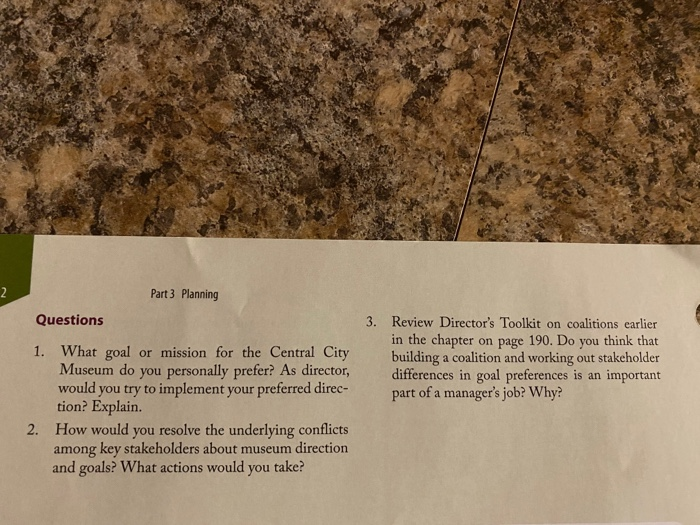 2
Part 3 Planning
Questions
1. What goal or mission for the Central City
Museum do you personally prefer? As director,
would you try to implement your preferred direc-
tion? Explain.
2. How would you resolve the underlying conflicts
among key stakeholders about museum direction
and goals? What actions would you take?
3. Review Director's Toolkit on coalitions earlier
in the chapter on page 190. Do you think that
building a coalition and working out stakeholder
differences in goal preferences is an important
part of a manager's job? Why?